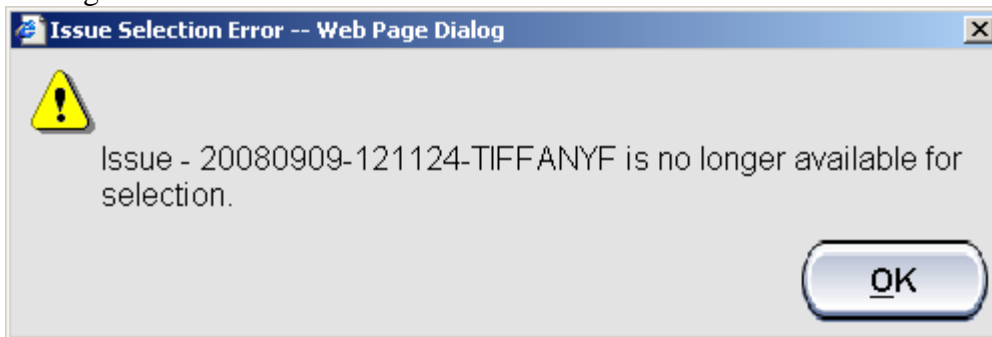 Issue Selection Error -- Web Page Dialog
Issue - 20080909-121124-TIFFANYF is no longer available for
selection.
OK